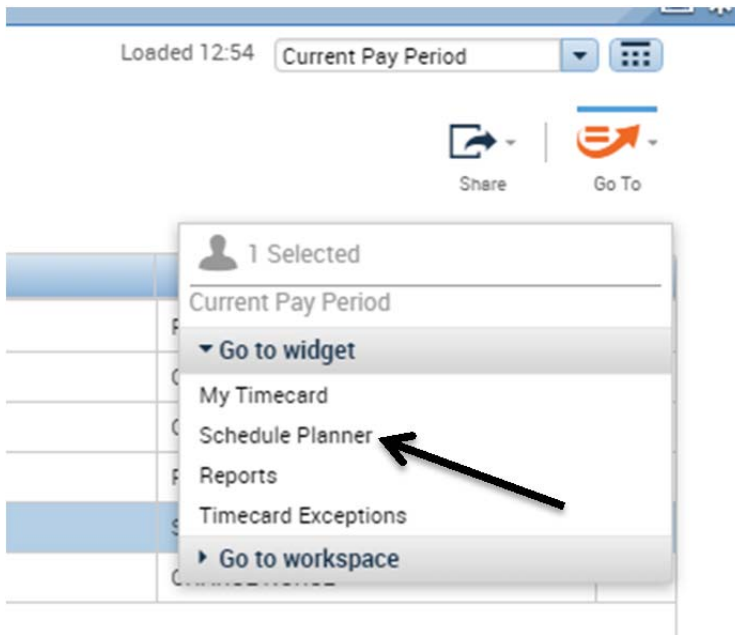 Loaded 12:54 Current Pay Period
Share Go To
1 Selected
Current Pay Period
Go to widget
My Timecard
Schedule Planner
Reports
Timecard Exceptions
Go to workspace